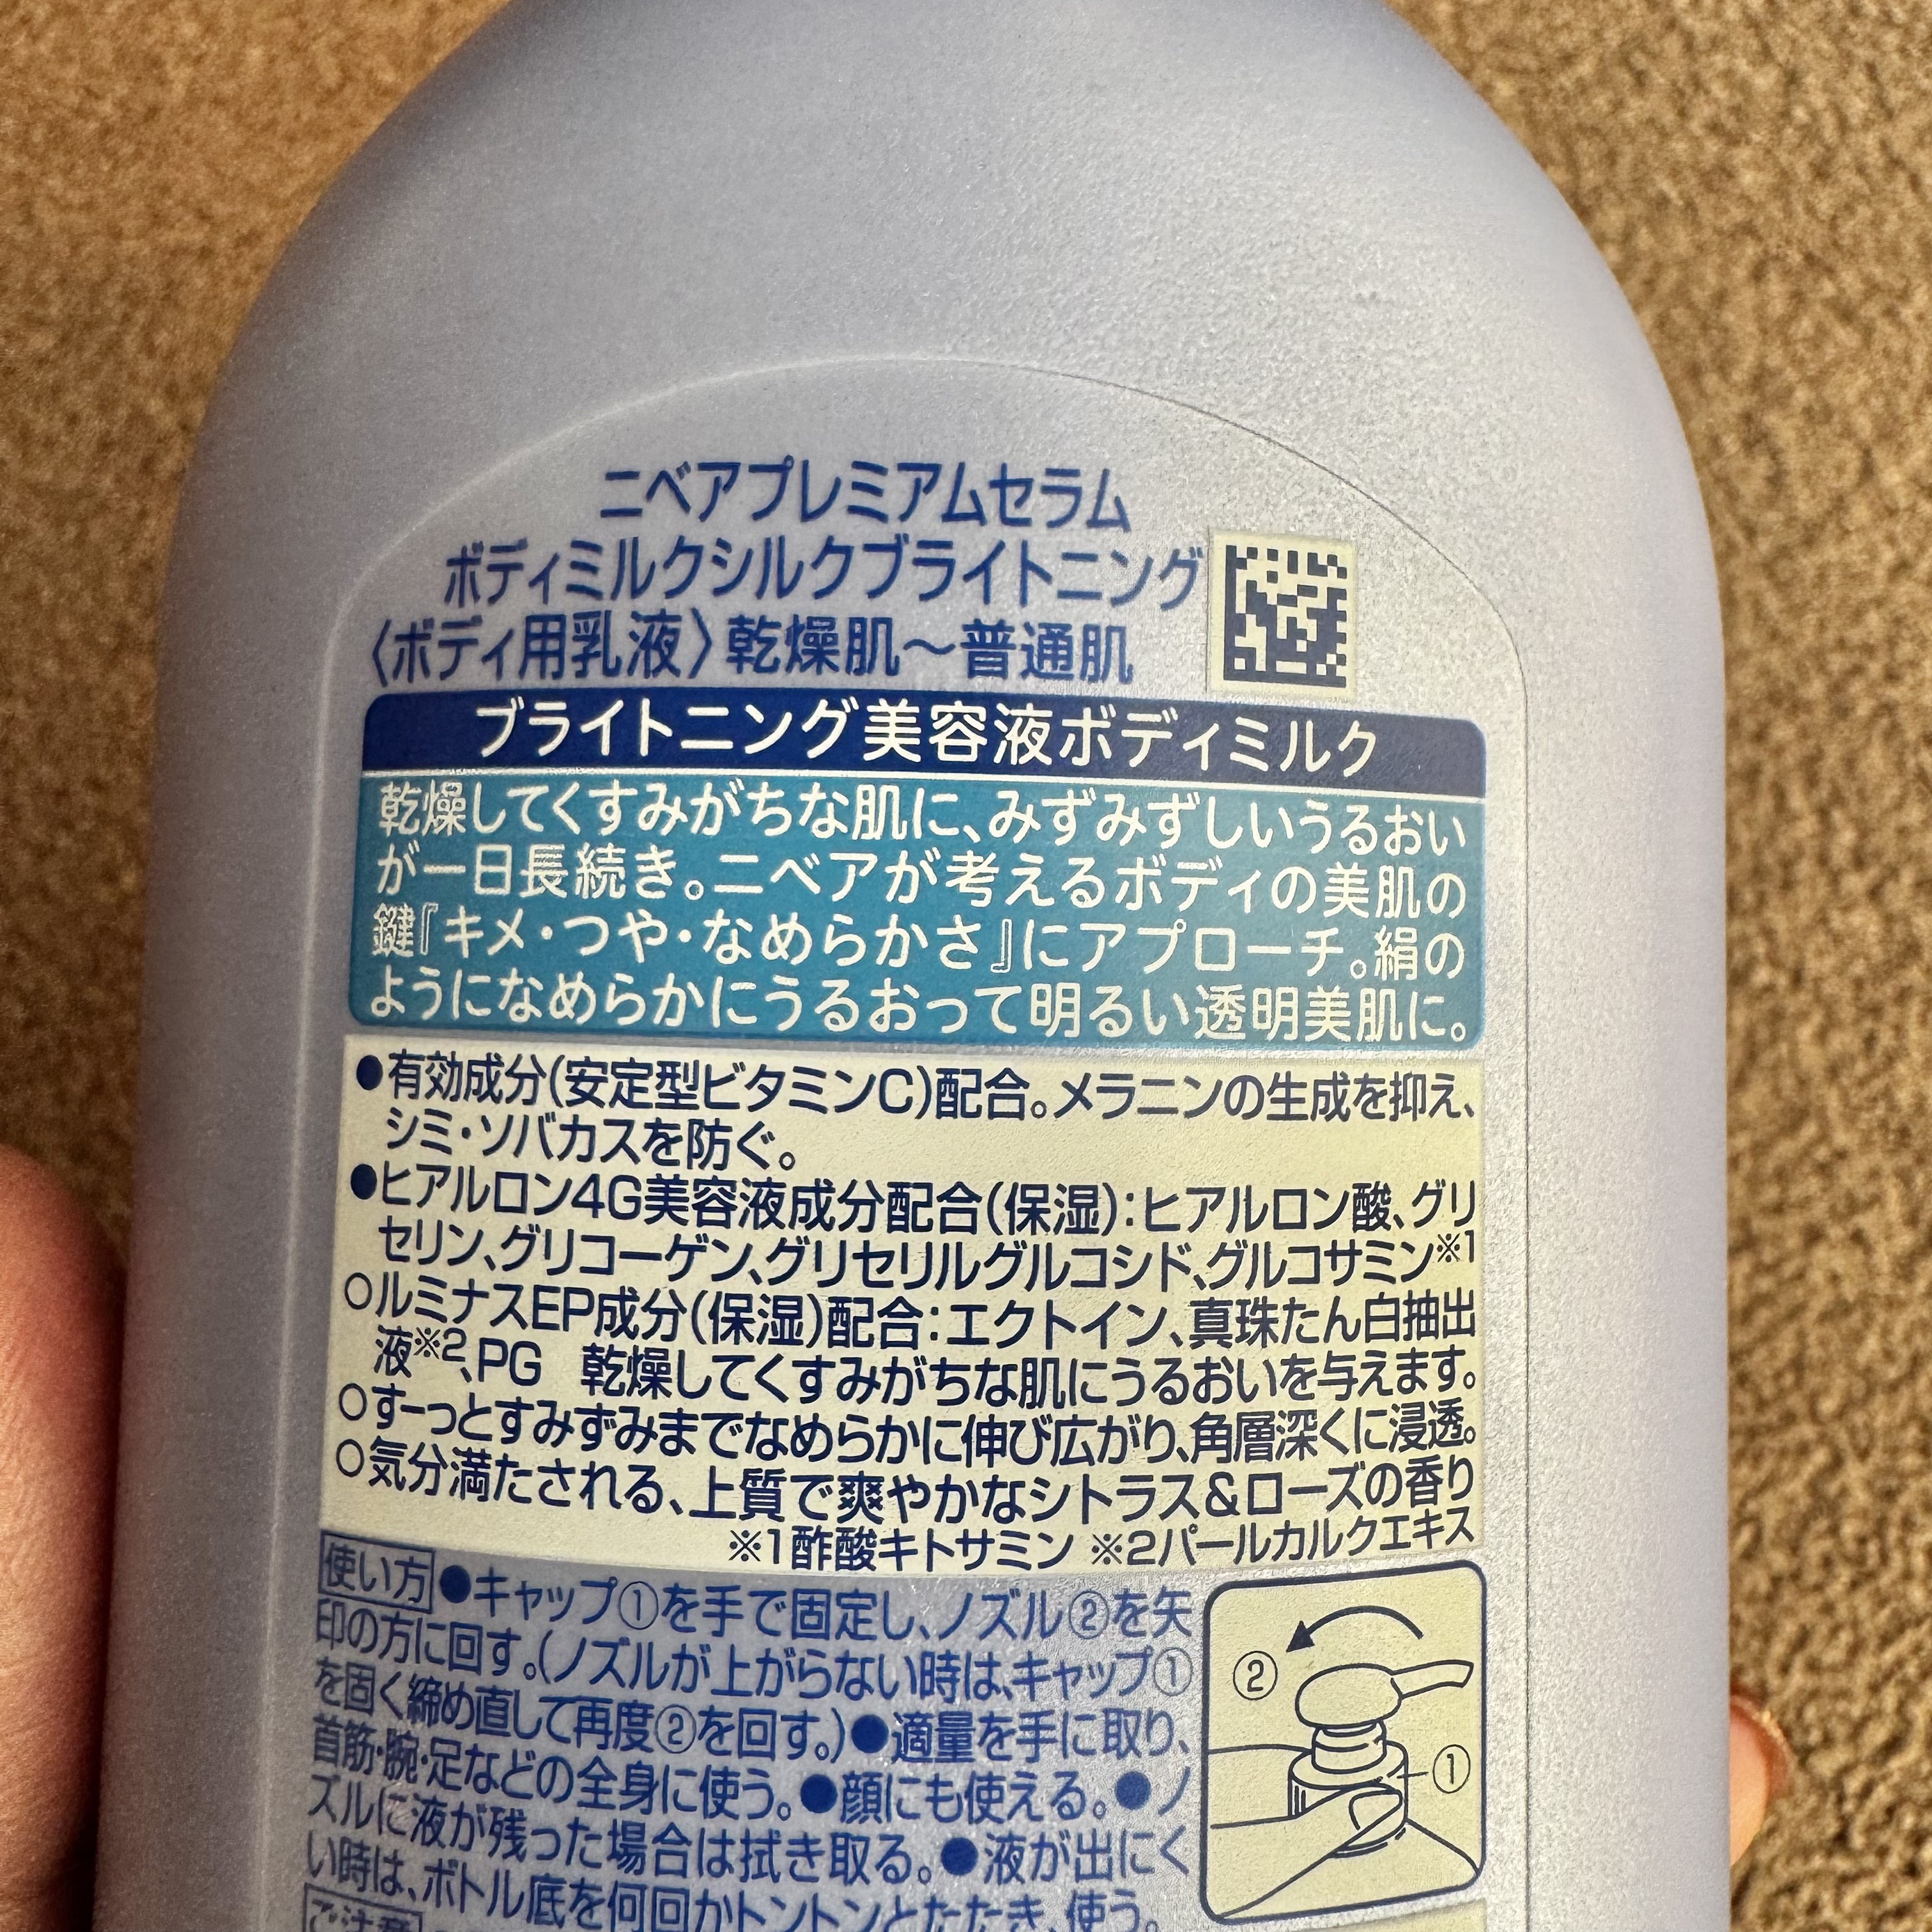 ニベアプレミアムセラム
ボディミルクシルクブライトニング
〈ボディ用乳液〉乾燥肌～普通肌
ブライトニング美容液ボディミルク
乾燥してくすみがちな肌に、みずみずしいうるおい
が一日長続き。ニベアが考えるボディの美肌の
鍵『キメ・つや・なめらかさ』にアプローチ。絹の
ようになめらかにうるおって明るい透明美肌に。
●有効成分(安定型ビタミンC)配合。メラニンの生成を抑え、
シミ・ソバカスを防ぐ。
●ヒアルロン4G美容液成分配合(保湿):ヒアルロン酸、グリ
セリン、グリコーゲン、グリセリルグルコシド、グルコサミン※1
○ルミナスEP成分(保湿)配合:エクトイン、真珠たん白抽出
液※2、PG　乾燥してくすみがちな肌にうるおいを与えます。
○すーっとすみずみまでなめらかに伸び広がり、角層深くに浸透。
○気分満たされる、上質で爽やかなシトラス&ローズの香り
※1酢酸キトサミン ※2パールカルクエキス
使い方 ●キャップ①を手で固定し、ノズル②を矢
印の方に回す。(ノズルが上がらない時は、キャップ①
を固く締め直して再度②を回す。)●適量を手に取り、
首筋・腕・足などの全身に使う。●顔にも使える。●ノ
ズルに液が残った場合は拭き取る。●液が出にく
い時は、ボトル底を何回かトントンとたたき、使う。
②
①
ご注意